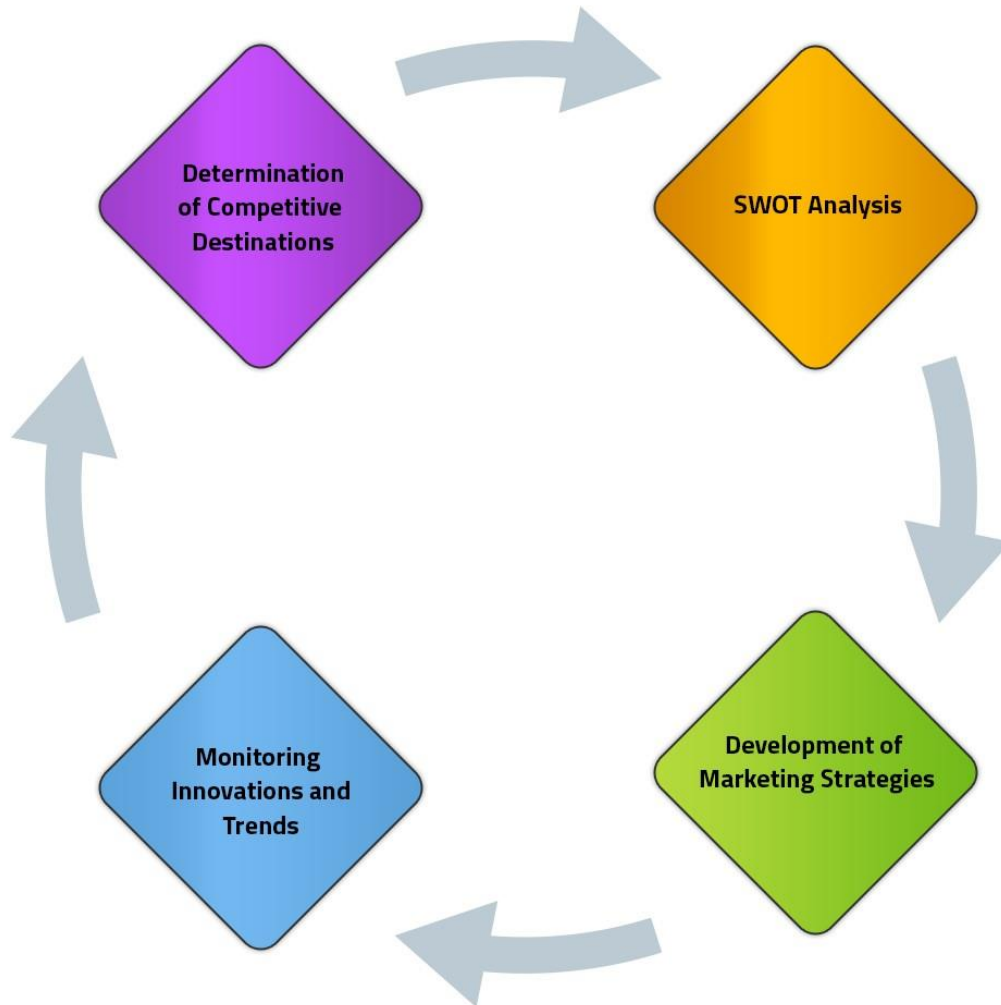 Determination
of Competitive
Destinations
SWOT Analysis
Development of
Marketing Strategies
Monitoring
Innovations and
Trends